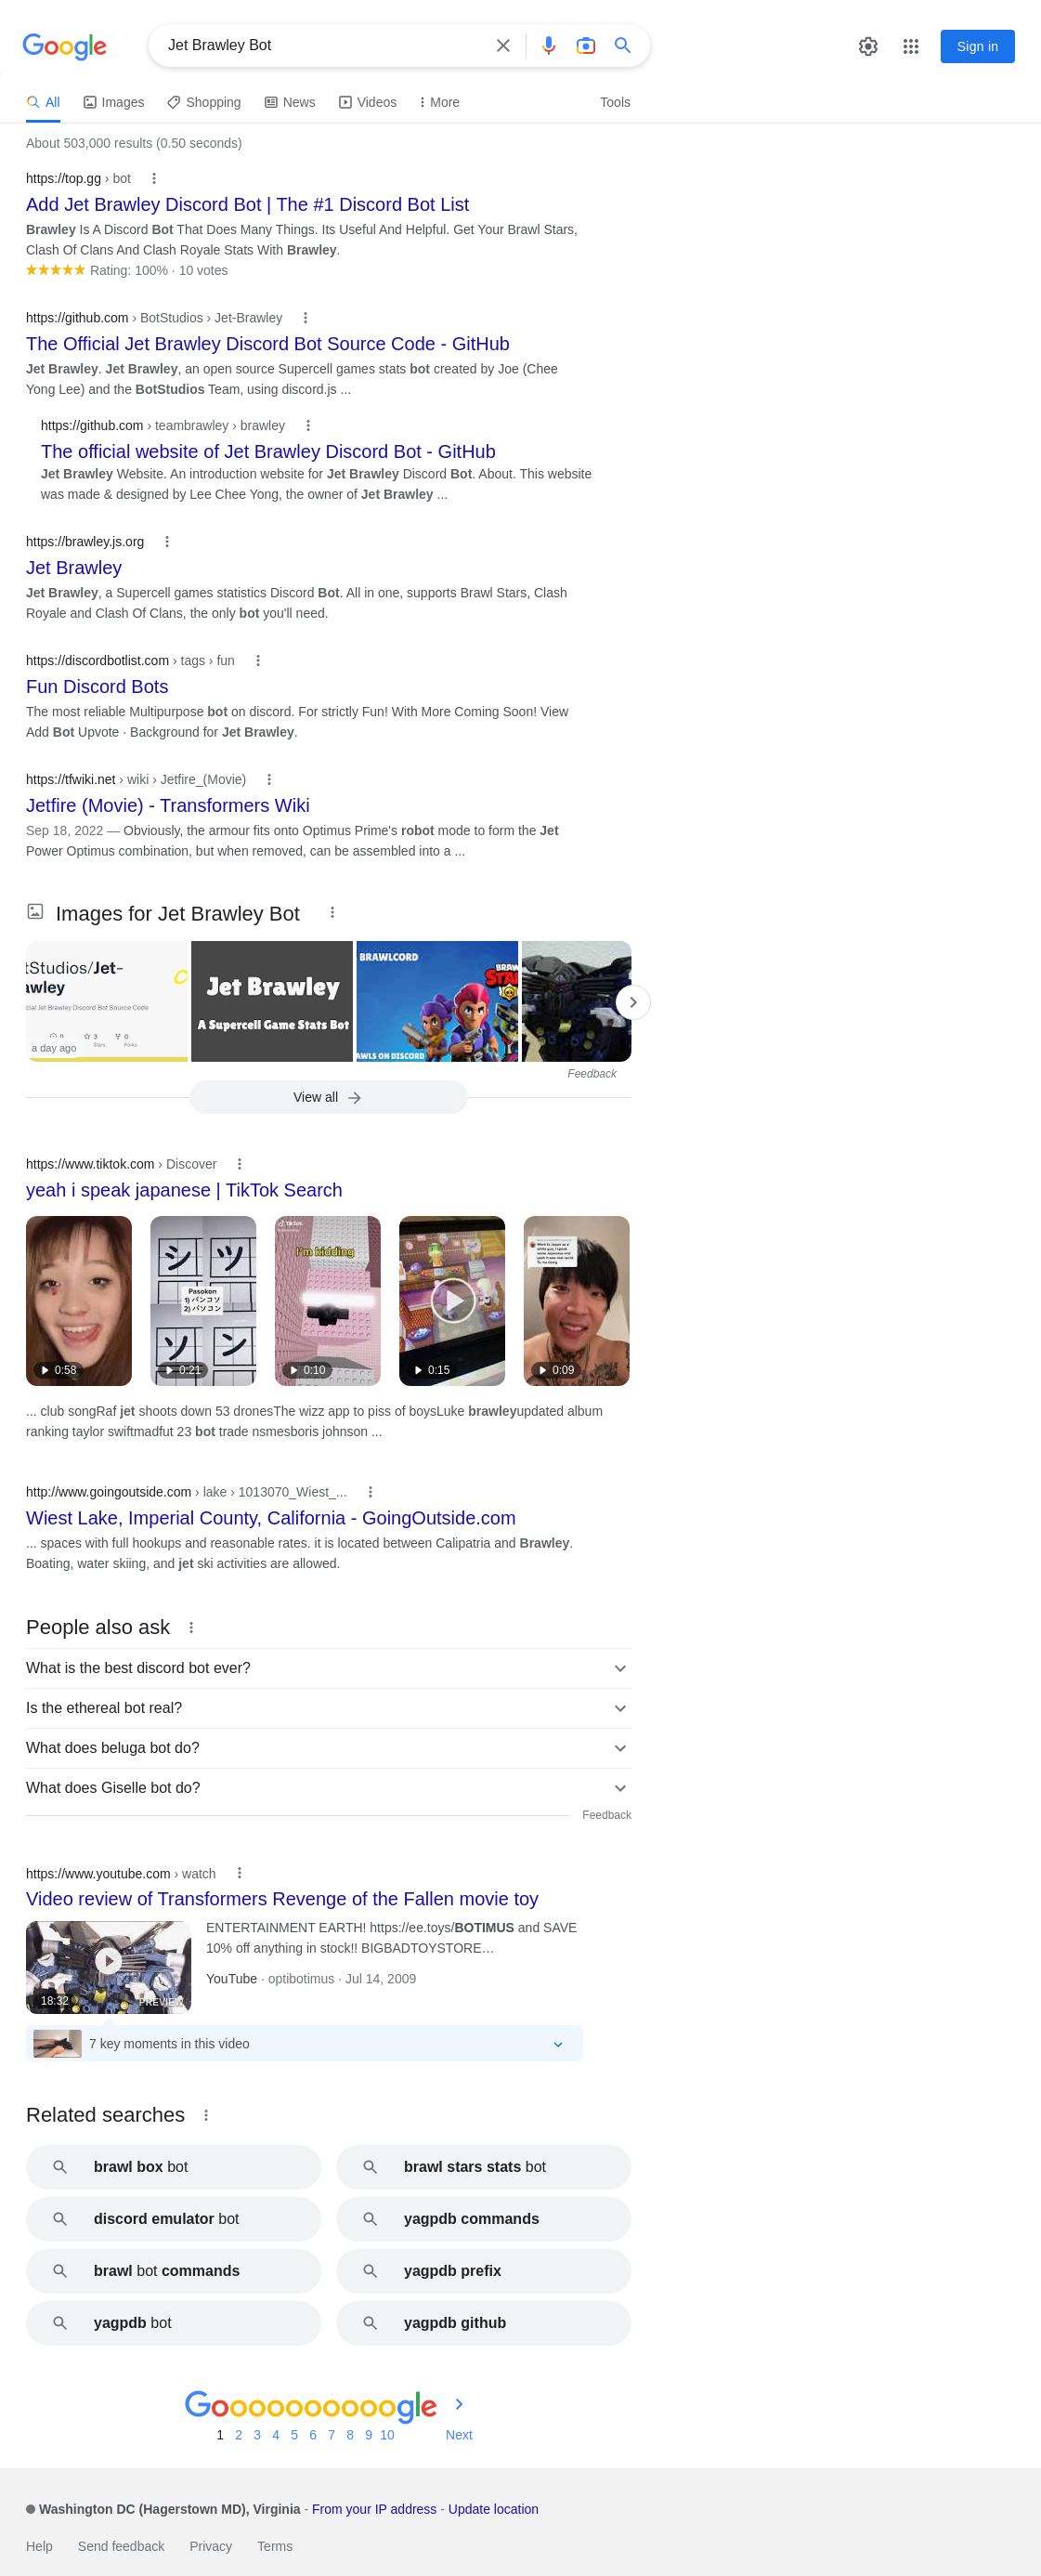 Google
Jet Brawley Bot
Sign in
All
Images
Shopping
News
Videos
More
Tools
About 503,000 results (0.50 seconds)
https://top.gg › bot
Add Jet Brawley Discord Bot | The #1 Discord Bot List
Brawley Is A Discord Bot That Does Many Things. Its Useful And Helpful. Get Your Brawl Stars,
Clash Of Clans And Clash Royale Stats With Brawley.
Rating: 100% · 10 votes
https://github.com › BotStudios › Jet-Brawley
The Official Jet Brawley Discord Bot Source Code - GitHub
Jet Brawley. Jet Brawley, an open source Supercell games stats bot created by Joe (Chee
Yong Lee) and the BotStudios Team, using discord.js ...
https://github.com › teambrawley › brawley
The official website of Jet Brawley Discord Bot - GitHub
Jet Brawley Website. An introduction website for Jet Brawley Discord Bot. About. This website
was made & designed by Lee Chee Yong, the owner of Jet Brawley ...
https://brawley.js.org
Jet Brawley
Jet Brawley, a Supercell games statistics Discord Bot. All in one, supports Brawl Stars, Clash
Royale and Clash Of Clans, the only bot you'll need.
https://discordbotlist.com › tags › fun
Fun Discord Bots
The most reliable Multipurpose bot on discord. For strictly Fun! With More Coming Soon! View
Add Bot Upvote · Background for Jet Brawley.
https://tfwiki.net › wiki › Jetfire_(Movie)
Jetfire (Movie) - Transformers Wiki
Sep 18, 2022 — Obviously, the armour fits onto Optimus Prime's robot mode to form the Jet
Power Optimus combination, but when removed, can be assembled into a ...
Images for Jet Brawley Bot
tStudios/Jet-
awley
cial Jet Brawley Discord Bot Source Code
a day ago
Jet Brawley
A Supercell Game Stats Bot
BRAWLCORD
AWLS ON DISCORD
Feedback
View all
https://www.tiktok.com › Discover
yeah i speak japanese | TikTok Search
0:58
シ ツ
Pasokon
1) パンコソ
2) パソコン
ソ ン
0:21
TikTok
I'm kidding
0:10
0:15
0:09
... club songRaf jet shoots down 53 dronesThe wizz app to piss of boysLuke brawleyupdated album
ranking taylor swiftmadfut 23 bot trade nsmesboris johnson ...
http://www.goingoutside.com › lake › 1013070_Wiest_...
Wiest Lake, Imperial County, California - GoingOutside.com
... spaces with full hookups and reasonable rates. it is located between Calipatria and Brawley.
Boating, water skiing, and jet ski activities are allowed.
People also ask
What is the best discord bot ever?
Is the ethereal bot real?
What does beluga bot do?
What does Giselle bot do?
Feedback
https://www.youtube.com › watch
Video review of Transformers Revenge of the Fallen movie toy
18:32
PREVIEW
ENTERTAINMENT EARTH! https://ee.toys/BOTIMUS and SAVE
10% off anything in stock!! BIGBADTOYSTORE…
YouTube · optibotimus · Jul 14, 2009
7 key moments in this video
Related searches
brawl box bot
brawl stars stats bot
discord emulator bot
yagpdb commands
brawl bot commands
yagpdb prefix
yagpdb bot
yagpdb github
Goooooooooogle
1 2 3 4 5 6 7 8 9 10 Next
Washington DC (Hagerstown MD), Virginia - From your IP address - Update location
Help Send feedback Privacy Terms